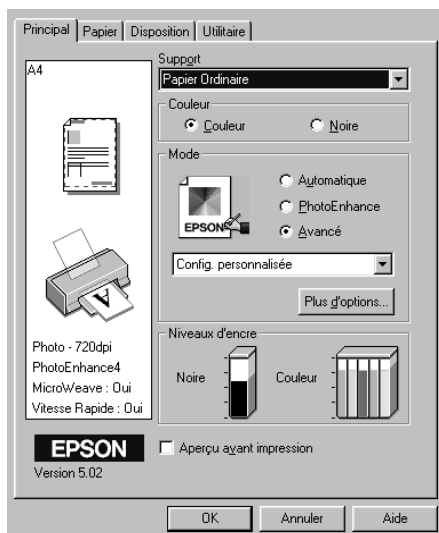 Principal Papier Disposition Utilitaire
A4
Support
Papier Ordinaire
Couleur
Couleur Noire
Mode
EPSON
Automatique
PhotoEnhance
Avancé
Config. personnalisée
Plus d'options...
A
Photo - 720dpi
PhotoEnhance4
MicroWeave : Oui
Vitesse Rapide : Oui
Niveaux d'encre
Noire Couleur
EPSON
Version 5.02
Aperçu avant impression
OK Annuler Aide